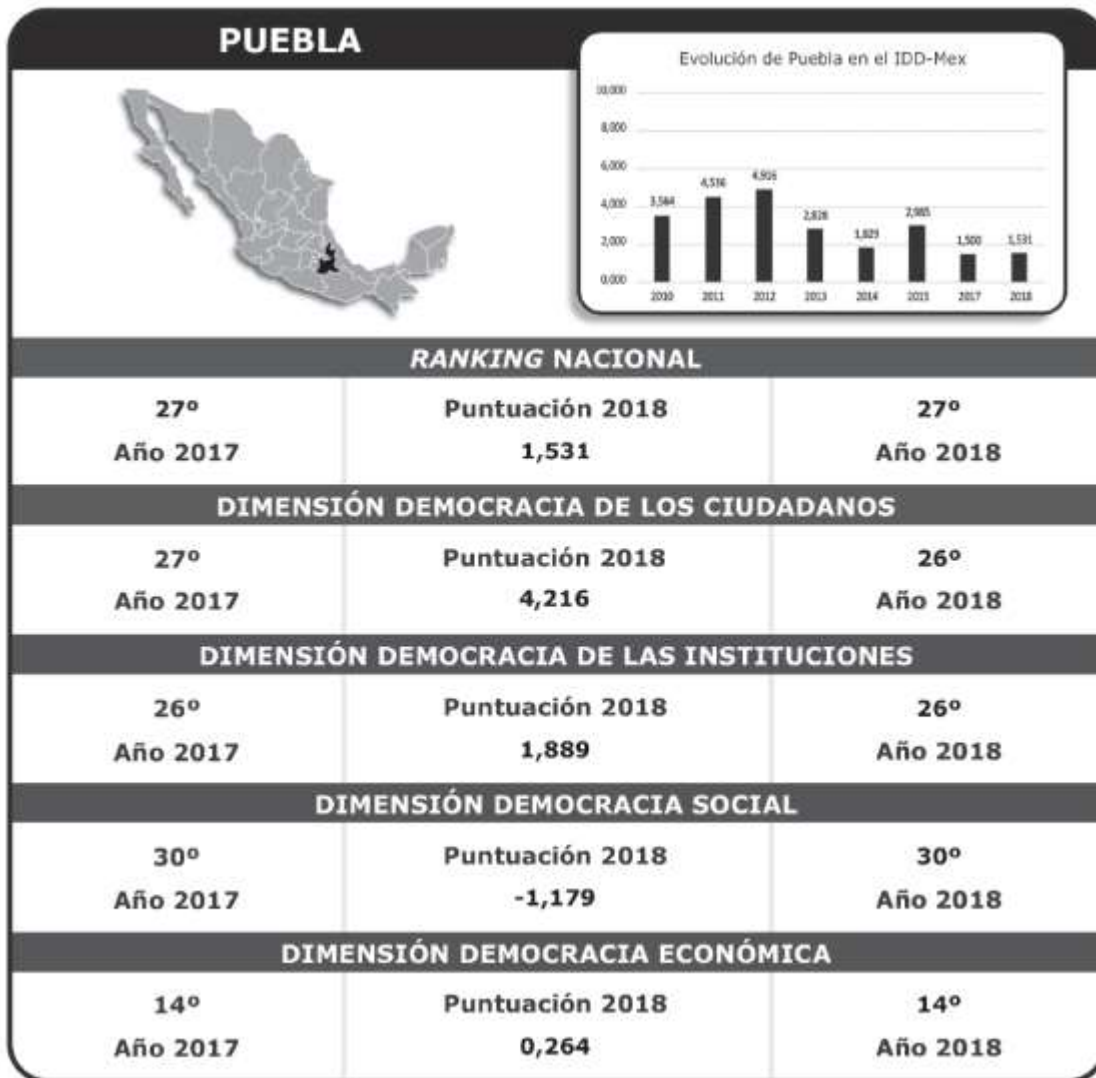 PUEBLA
Evolución de Puebla en el IDD-Mex
10,000
8,000
6,000
4,000
2,000
0,000
3,564
4,536
4,916
2,828
1,823
2,985
1,500
1,531
2010 2011 2012 2013 2014 2015 2017 2018
RANKING NACIONAL
27º Puntuación 2018 27º
Año 2017 1,531 Año 2018
DIMENSIÓN DEMOCRACIA DE LOS CIUDADANOS
27º Puntuación 2018 26º
Año 2017 4,216 Año 2018
DIMENSIÓN DEMOCRACIA DE LAS INSTITUCIONES
26º Puntuación 2018 26º
Año 2017 1,889 Año 2018
DIMENSIÓN DEMOCRACIA SOCIAL
30º Puntuación 2018 30º
Año 2017 -1,179 Año 2018
DIMENSIÓN DEMOCRACIA ECONÓMICA
14º Puntuación 2018 14º
Año 2017 0,264 Año 2018